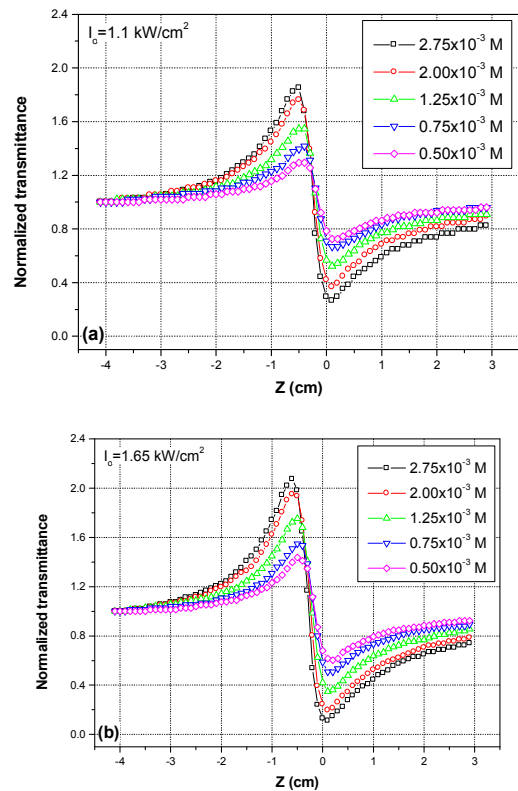 I₀=1.1 kW/cm²
2.75x10⁻³ M
2.00x10⁻³ M
1.25x10⁻³ M
0.75x10⁻³ M
0.50x10⁻³ M
Normalized transmittance
2.4
2.0
1.6
1.2
0.8
0.4
0.0
(a)
-4 -3 -2 -1 0 1 2 3
Z (cm)
I₀=1.65 kW/cm²
2.75x10⁻³ M
2.00x10⁻³ M
1.25x10⁻³ M
0.75x10⁻³ M
0.50x10⁻³ M
Normalized transmittance
2.4
2.0
1.6
1.2
0.8
0.4
0.0
(b)
-4 -3 -2 -1 0 1 2 3
Z (cm)